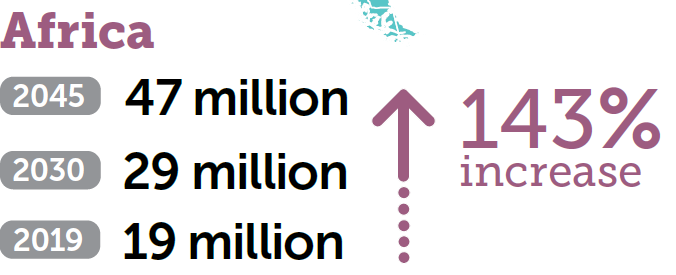 Africa
2045 47 million
143%
increase
2030 29 million
2019 19 million